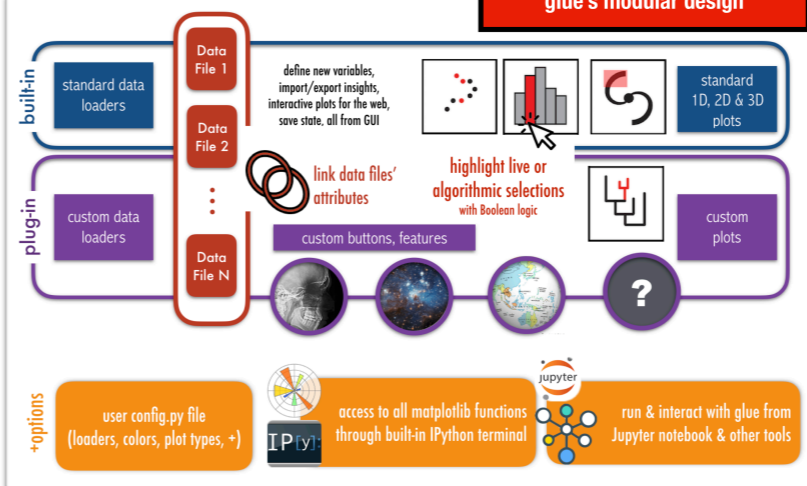 glue's modular design
built-in
standard data
loaders
Data
File 1
define new variables,
import/export insights,
interactive plots for the web,
save state, all from GUI
standard
1D, 2D & 3D
plots
Data
File 2
link data files'
attributes
highlight live or
algorithmic selections
with Boolean logic
plug-in
custom data
loaders
Data
File N
custom buttons, features
custom
plots
?
+options
user config.py file
(loaders, colors, plot types, +)
IP[y]:
access to all matplotlib functions
through built-in IPython terminal
jupyter
run & interact with glue from
Jupyter notebook & other tools